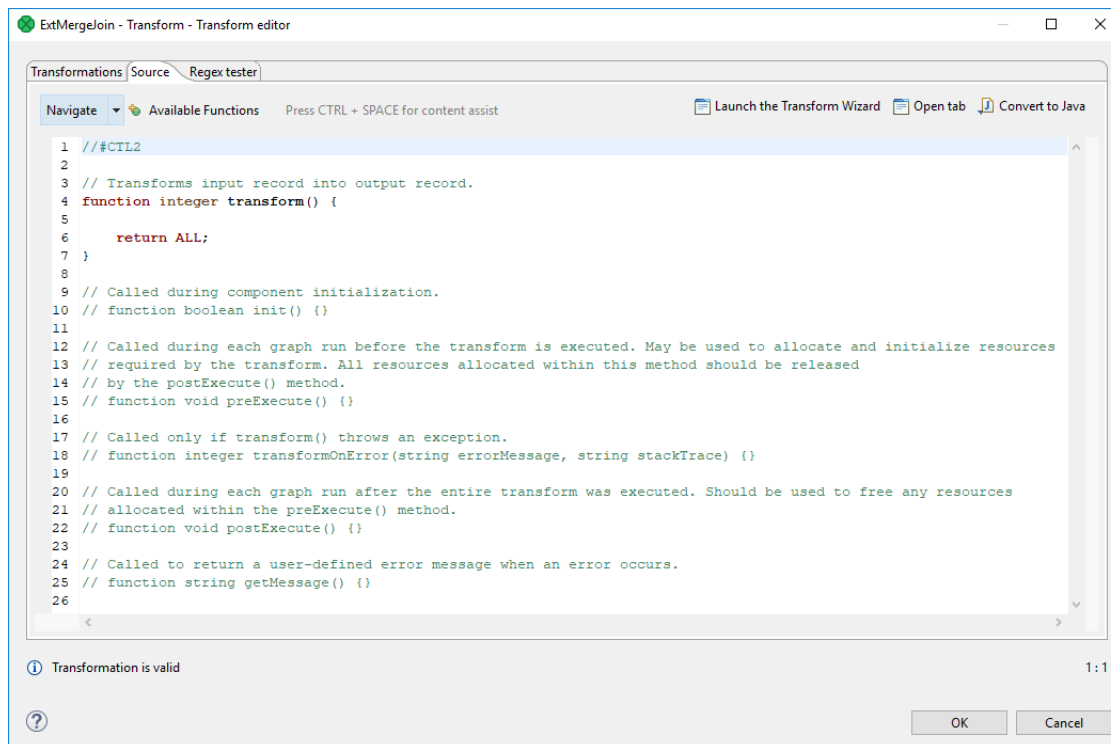 ExtMergeJoin - Transform - Transform editor
Transformations Source Regex tester
Navigate Available Functions Press CTRL + SPACE for content assist Launch the Transform Wizard Open tab Convert to Java
1 //#CTL2
2
3 // Transforms input record into output record.
4 function integer transform() {
5
6 return ALL;
7 }
8
9 // Called during component initialization.
10 // function boolean init() {}
11
12 // Called during each graph run before the transform is executed. May be used to allocate and initialize resources
13 // required by the transform. All resources allocated within this method should be released
14 // by the postExecute() method.
15 // function void preExecute() {}
16
17 // Called only if transform() throws an exception.
18 // function integer transformOnError(string errorMessage, string stackTrace) {}
19
20 // Called during each graph run after the entire transform was executed. Should be used to free any resources
21 // allocated within the preExecute() method.
22 // function void postExecute() {}
23
24 // Called to return a user-defined error message when an error occurs.
25 // function string getMessage() {}
26
Transformation is valid 1 : 1
OK Cancel